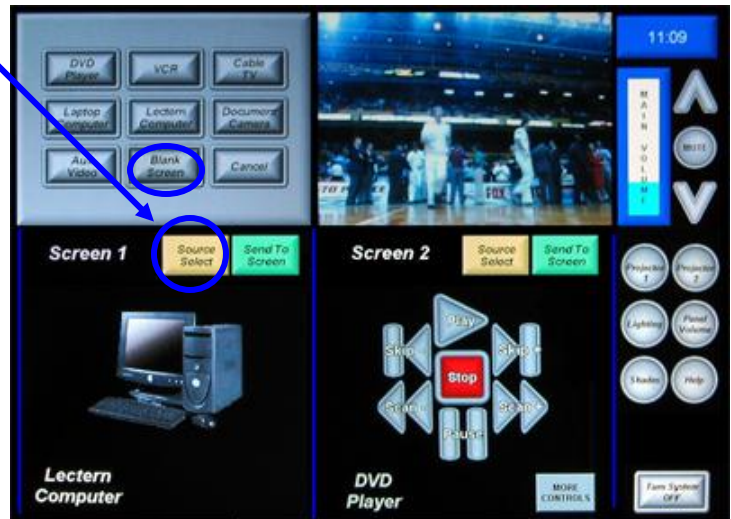 DVD
Player
VCR
Cable
TV
Laptop
Computer
Lectern
Computer
Document
Camera
Aux
Video
Blank
Screen
Cancel
FOX
11:09
MAIN VOLUME
MUTE
Screen 1
Source
Select
Send To
Screen
Screen 2
Source
Select
Send To
Screen
Projector
1
Projector
2
Lighting
Panel
Volume
Shades
Help
Play
Skip -
Skip +
Stop
Scan -
Scan +
Pause
Lectern
Computer
DVD
Player
MORE
CONTROLS
Turn System
OFF